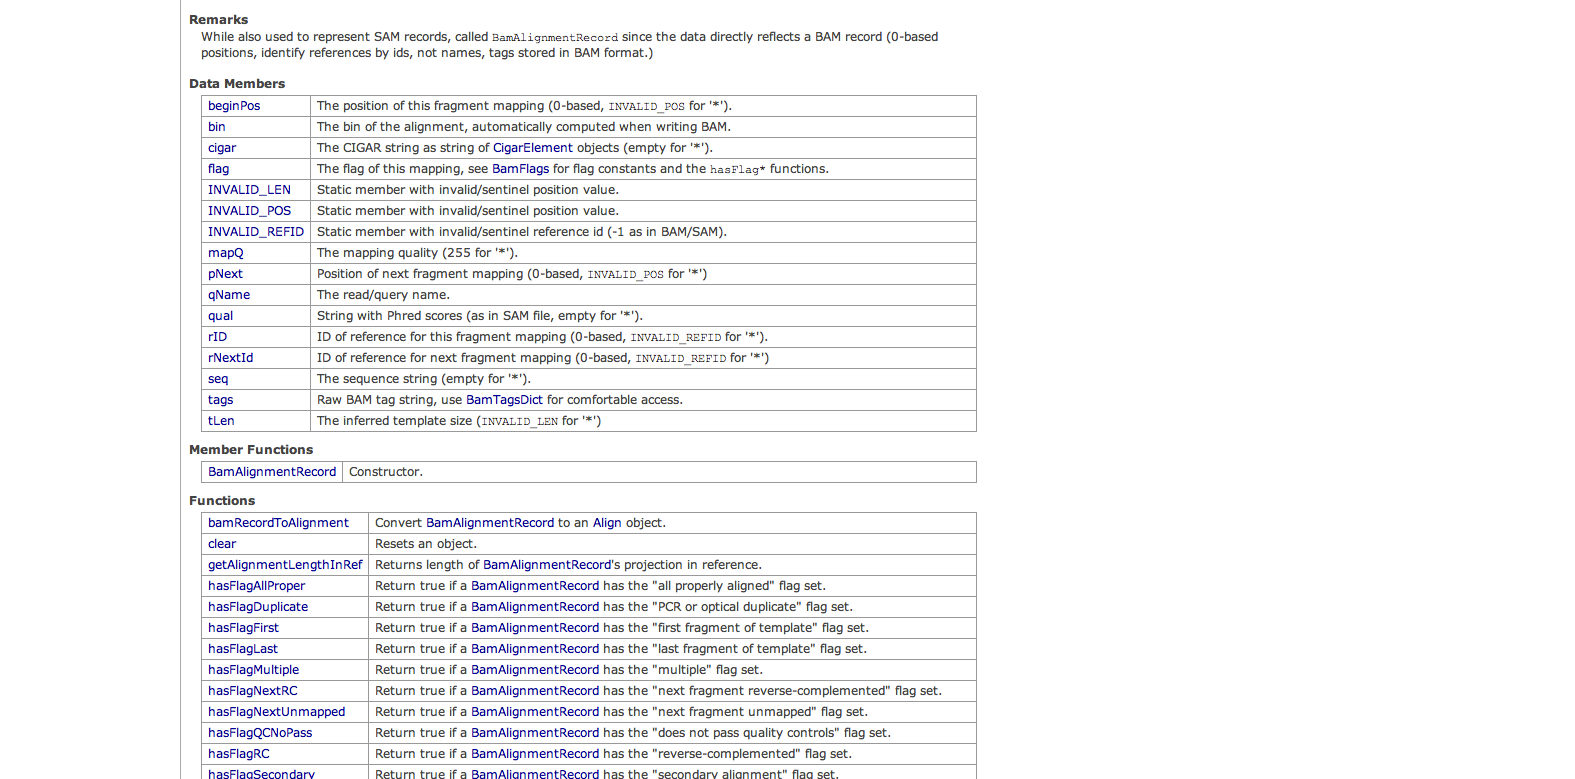 Remarks
While also used to represent SAM records, called BamAlignmentRecord since the data directly reflects a BAM record (0-based
positions, identify references by ids, not names, tags stored in BAM format.)
Data Members
beginPos The position of this fragment mapping (0-based, INVALID_POS for '*').
bin The bin of the alignment, automatically computed when writing BAM.
cigar The CIGAR string as string of CigarElement objects (empty for '*').
flag The flag of this mapping, see BamFlags for flag constants and the hasFlag* functions.
INVALID_LEN Static member with invalid/sentinel position value.
INVALID_POS Static member with invalid/sentinel position value.
INVALID_REFID Static member with invalid/sentinel reference id (-1 as in BAM/SAM).
mapQ The mapping quality (255 for '*').
pNext Position of next fragment mapping (0-based, INVALID_POS for '*')
qName The read/query name.
qual String with Phred scores (as in SAM file, empty for '*').
rID ID of reference for this fragment mapping (0-based, INVALID_REFID for '*').
rNextId ID of reference for next fragment mapping (0-based, INVALID_REFID for '*')
seq The sequence string (empty for '*').
tags Raw BAM tag string, use BamTagsDict for comfortable access.
tLen The inferred template size (INVALID_LEN for '*')
Member Functions
BamAlignmentRecord Constructor.
Functions
bamRecordToAlignment Convert BamAlignmentRecord to an Align object.
clear Resets an object.
getAlignmentLengthInRef Returns length of BamAlignmentRecord's projection in reference.
hasFlagAllProper Return true if a BamAlignmentRecord has the "all properly aligned" flag set.
hasFlagDuplicate Return true if a BamAlignmentRecord has the "PCR or optical duplicate" flag set.
hasFlagFirst Return true if a BamAlignmentRecord has the "first fragment of template" flag set.
hasFlagLast Return true if a BamAlignmentRecord has the "last fragment of template" flag set.
hasFlagMultiple Return true if a BamAlignmentRecord has the "multiple" flag set.
hasFlagNextRC Return true if a BamAlignmentRecord has the "next fragment reverse-complemented" flag set.
hasFlagNextUnmapped Return true if a BamAlignmentRecord has the "next fragment unmapped" flag set.
hasFlagQCNoPass Return true if a BamAlignmentRecord has the "does not pass quality controls" flag set.
hasFlagRC Return true if a BamAlignmentRecord has the "reverse-complemented" flag set.
hasFlagSecondary Return true if a BamAlignmentRecord has the "secondary alignment" flag set.